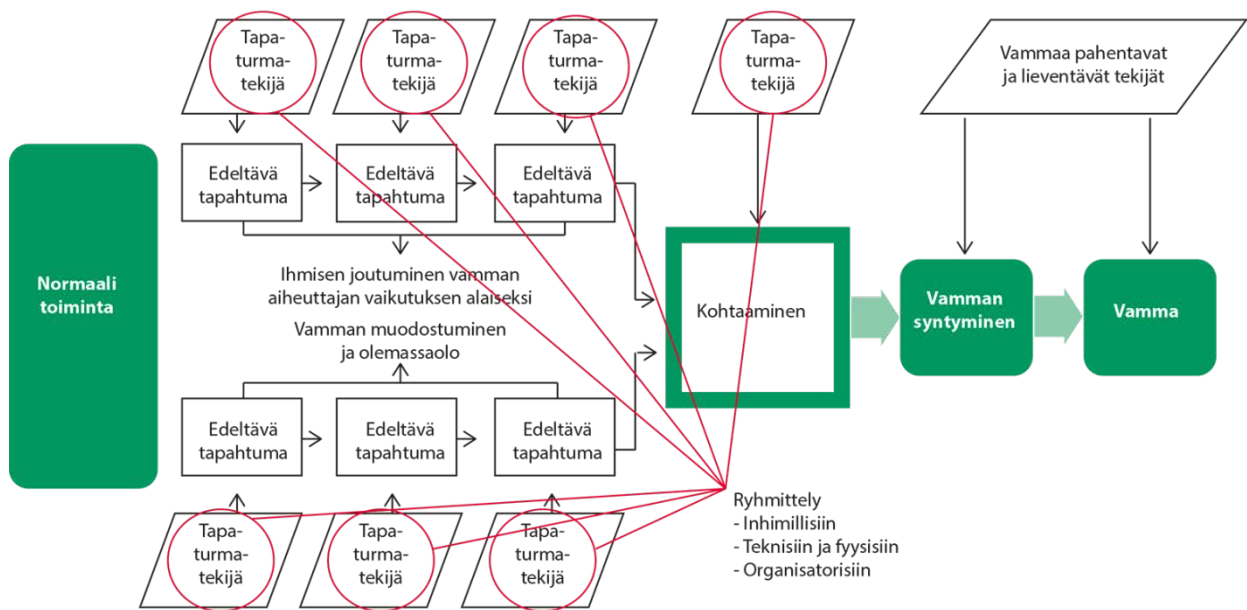 Tapa-
turma-
tekijä
Tapa-
turma-
tekijä
Tapa-
turma-
tekijä
Tapa-
turma-
tekijä
Vammaa pahentavat
ja lieventävät tekijät
Edeltävä
tapahtuma
Edeltävä
tapahtuma
Edeltävä
tapahtuma
Normaali
toiminta
Ihmisen joutuminen vamman
aiheuttajan vaikutuksen alaiseksi
Vamman muodostuminen
ja olemassaolo
Kohtaaminen
Vamman
syntyminen
Vamma
Edeltävä
tapahtuma
Edeltävä
tapahtuma
Edeltävä
tapahtuma
Tapa-
turma-
tekijä
Tapa-
turma-
tekijä
Tapa-
turma-
tekijä
Ryhmittely
- Inhimillisiin
- Teknisiin ja fyysisiin
- Organisatorisiin